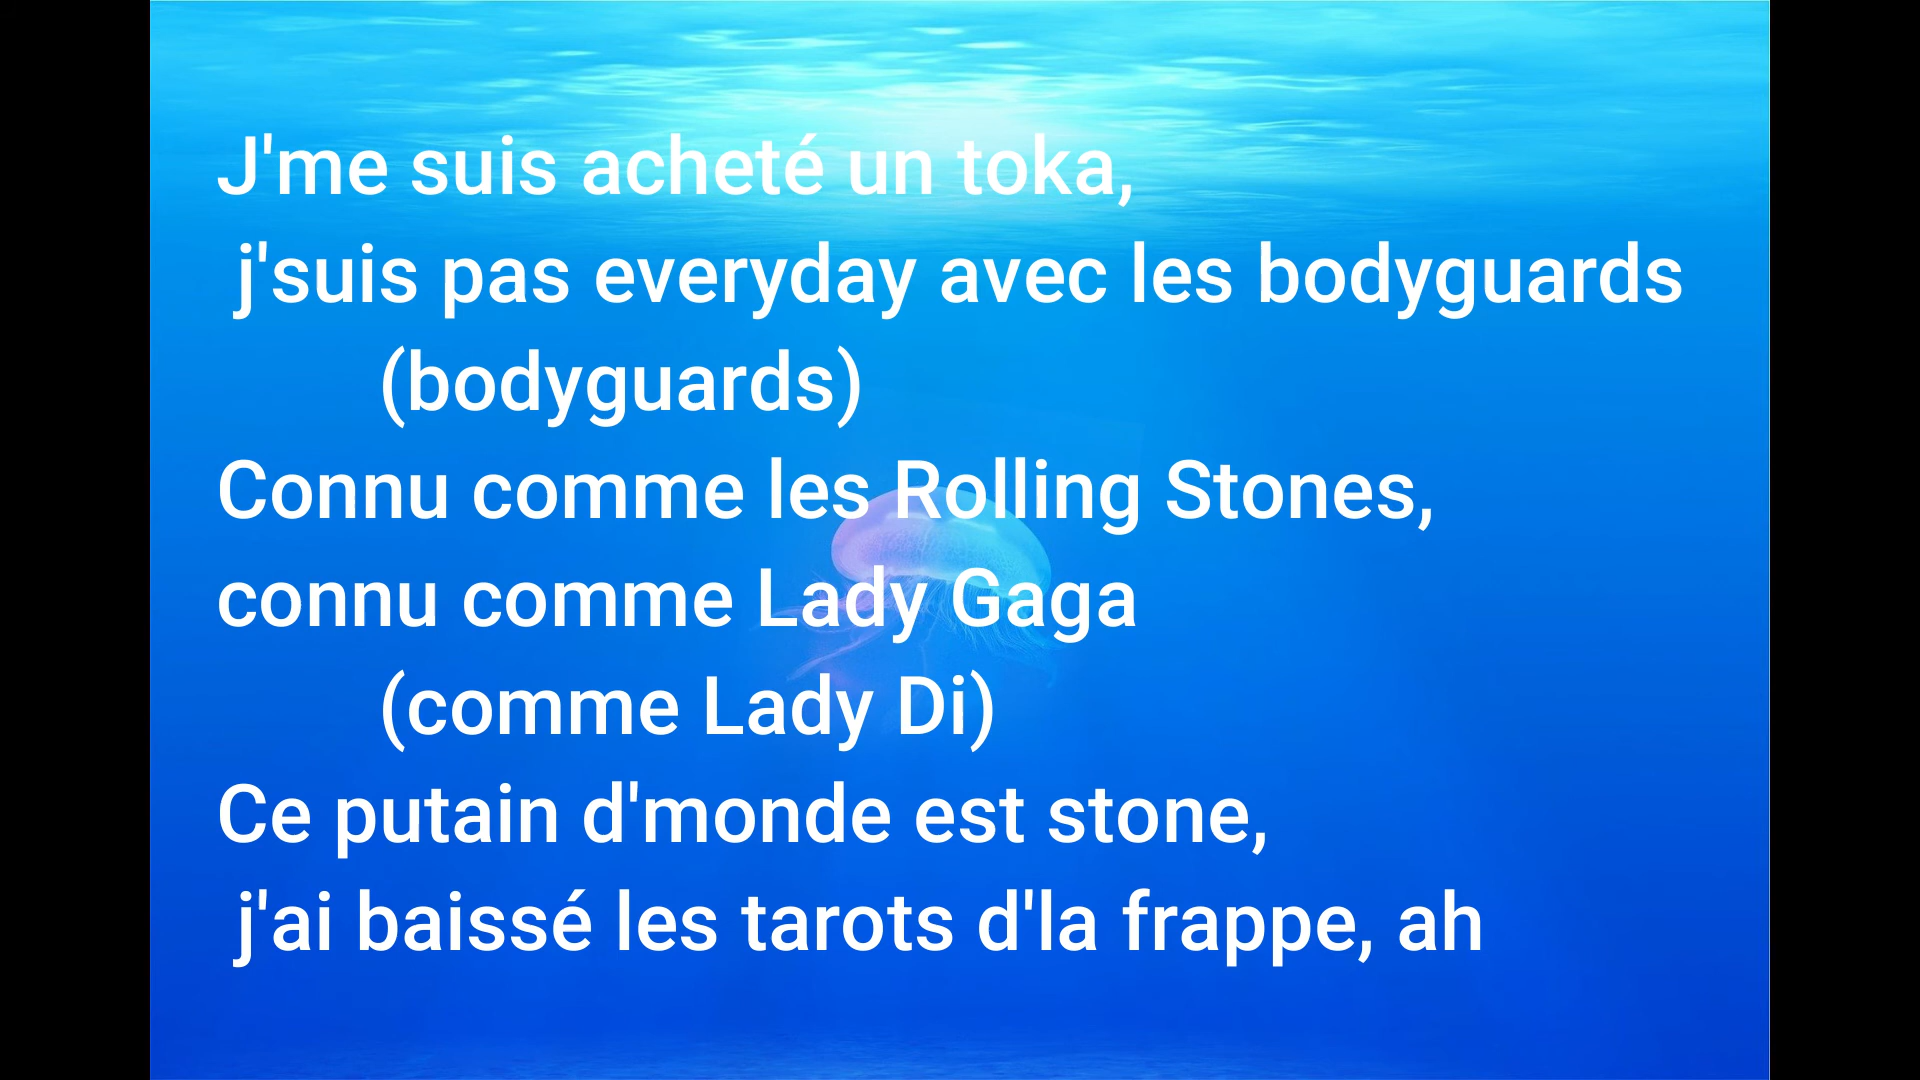 J'me suis acheté un toka,
j'suis pas everyday avec les bodyguards
(bodyguards)
Connu comme les Rolling Stones,
connu comme Lady Gaga
(comme Lady Di)
Ce putain d'monde est stone,
j'ai baissé les tarots d'la frappe, ah